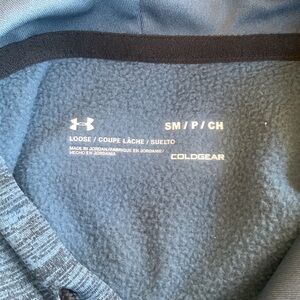 SM / P / CH
LOOSE / COUPE LÂCHE / SUELTO
MADE IN JORDAN/FABRIQUÉ EN JORDANIE/
HECHO EN JORDANIA
COLDGEAR